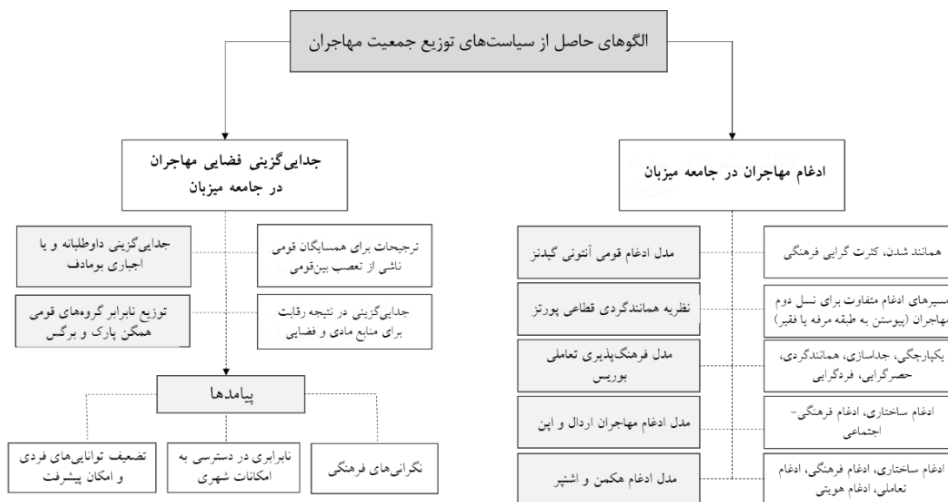 الگوهای حاصل از سیاست‌های توزیع جمعیت مهاجران
ادغام مهاجران در جامعه میزبان
همانند شدن، کثرت گرایی فرهنگی
مدل ادغام قومی آنتونی گیدنز
مسیرهای ادغام متفاوت برای نسل دوم
مهاجران (پیوستن به طبقه مرفه یا فقیر)
نظریه همانندگردی قطاعی پورتز
یکپارچگی، جداسازی، همانندگردی،
حصرگرایی، فردگرایی
مدل فرهنگ‌پذیری تعاملی
بوریس
ادغام ساختاری، ادغام فرهنگی-
اجتماعی
مدل ادغام مهاجران اردال و اپن
ادغام ساختاری، ادغام فرهنگی، ادغام
تعاملی، ادغام هویتی
مدل ادغام هکمن و اشنپر
جدایی‌گزینی فضایی مهاجران
در جامعه میزبان
ترجیحات برای همسایگان قومی
ناشی از تعصب بین‌قومی
جدایی‌گزینی داوطلبانه و یا
اجباری بومادف
جدایی‌گزینی در نتیجه رقابت
برای منابع مادی و فضایی
توزیع نابرابر گروه‌های قومی
همگن پارک و برگس
پیامدها
نگرانی‌های فرهنگی
نابرابری در دسترسی به
امکانات شهری
تضعیف توانایی‌های فردی
و امکان پیشرفت